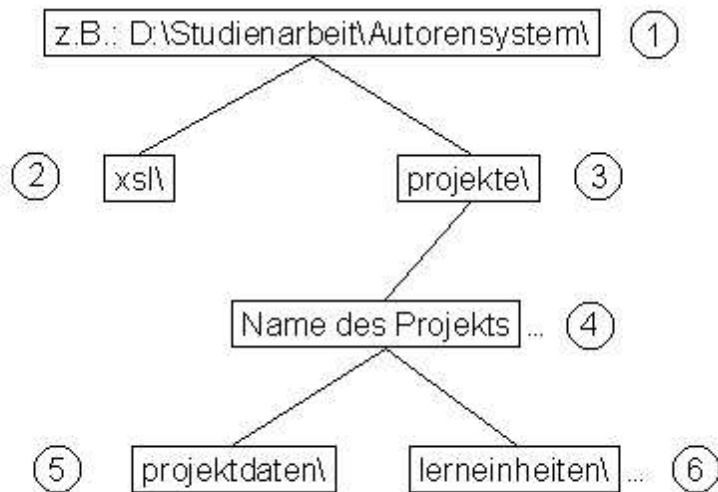 z.B.: D:\Studienarbeit\Autorensystem\ 1
2 xsl\ projekte\ 3
Name des Projekts ... 4
5 projektdaten\ lerneinheiten\ ... 6